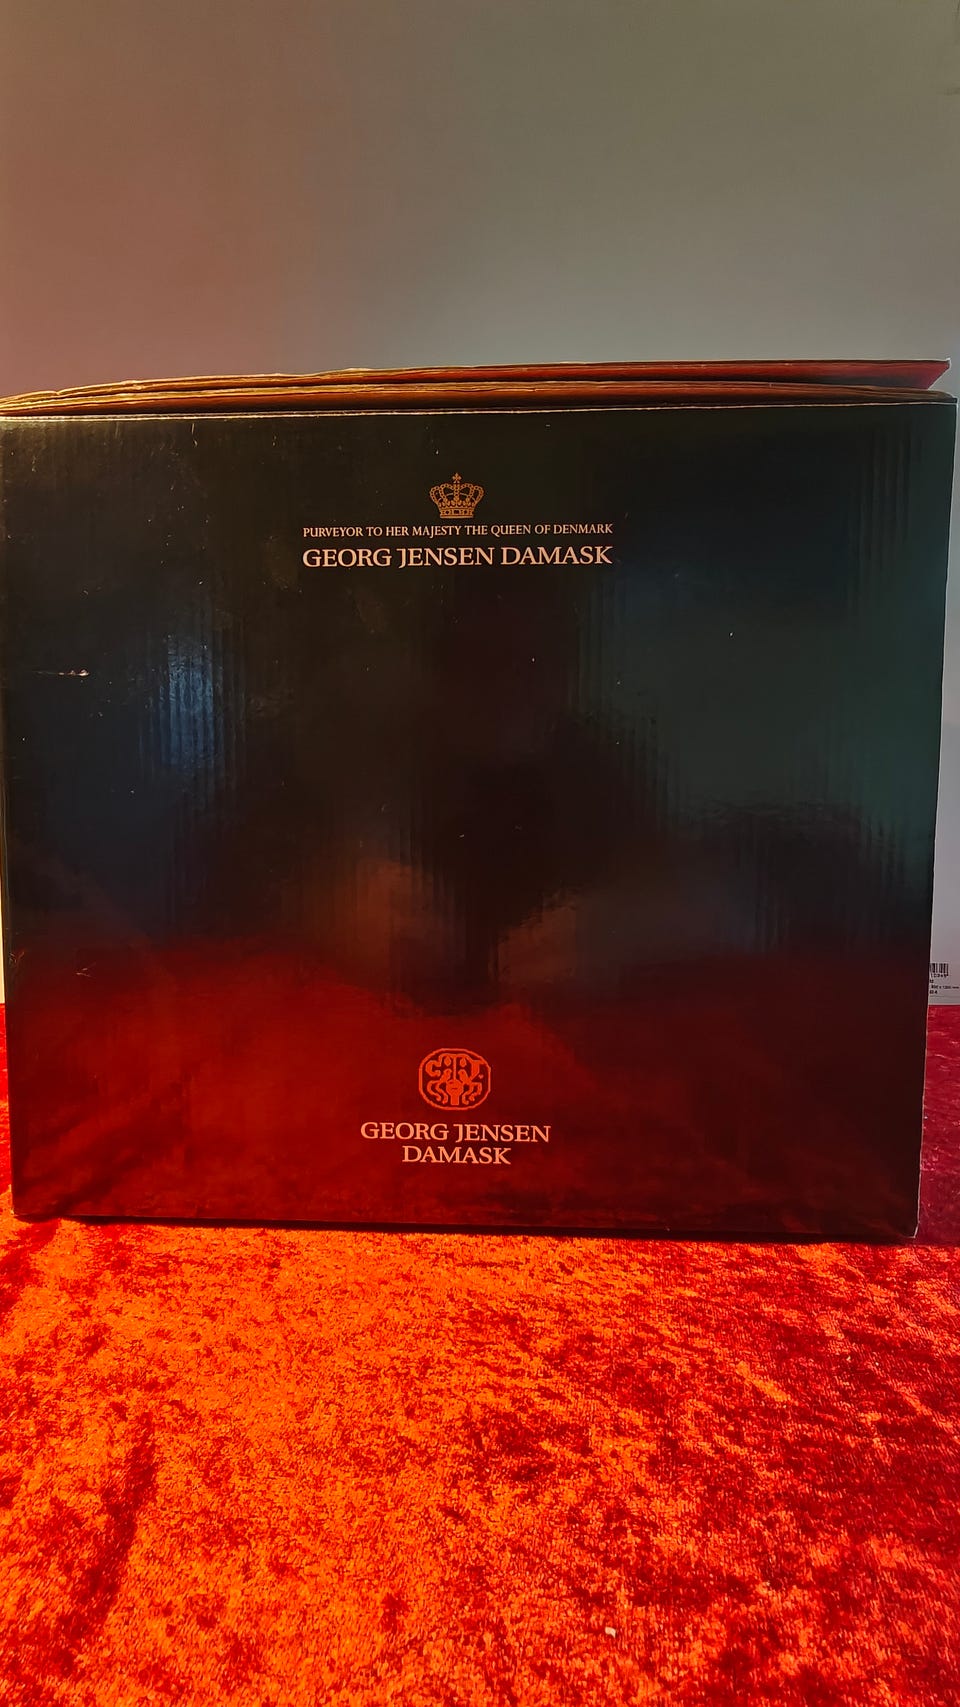 PURVEYOR TO HER MAJESTY THE QUEEN OF DENMARK
GEORG JENSEN DAMASK
GEORG JENSEN
DAMASK